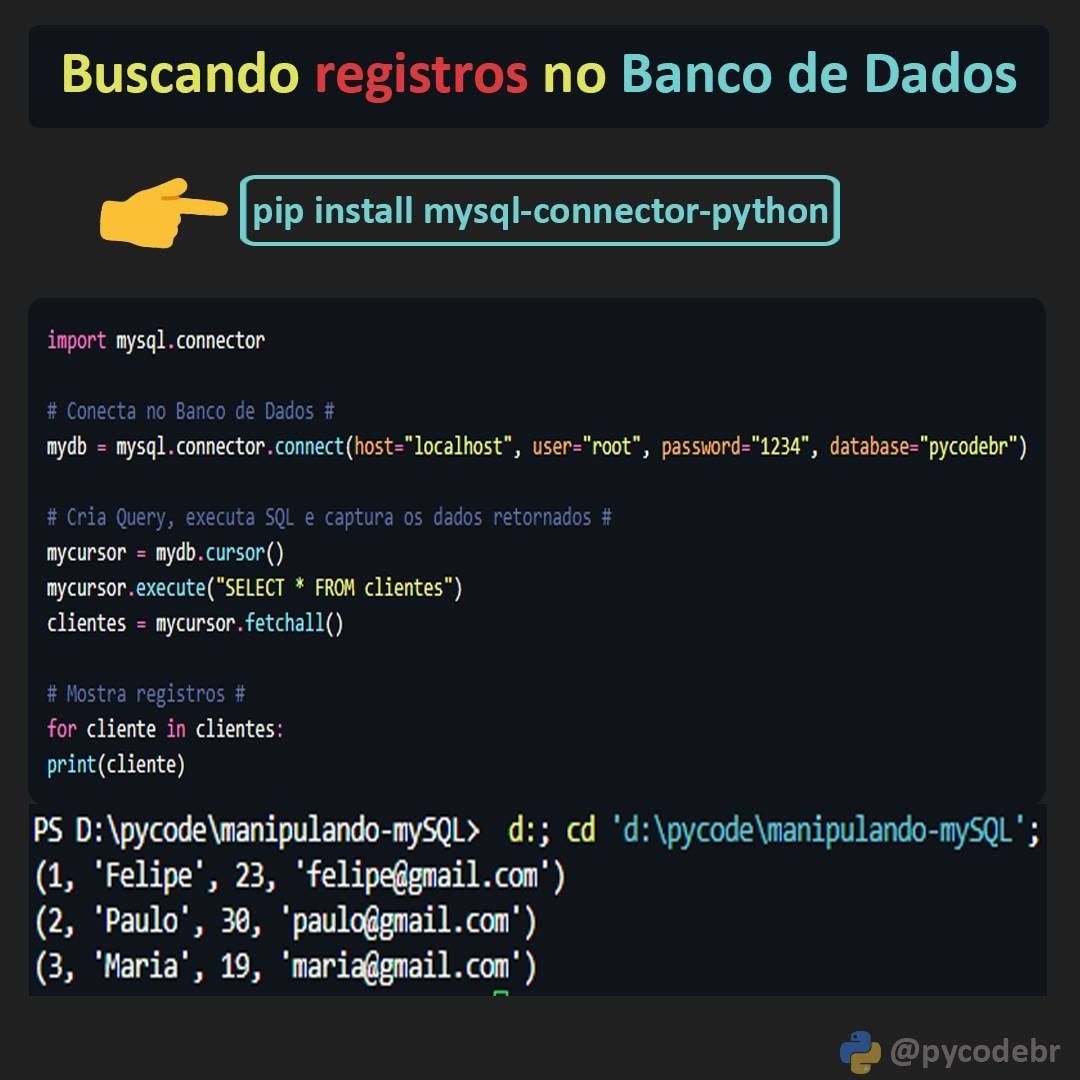 Buscando registros no Banco de Dados
pip install mysql-connector-python
import mysql.connector
# Conecta no Banco de Dados #
mydb = mysql.connector.connect(host="localhost", user="root", password="1234", database="pycodebr")
# Cria Query, executa SQL e captura os dados retornados #
mycursor = mydb.cursor()
mycursor.execute("SELECT * FROM clientes")
clientes = mycursor.fetchall()
# Mostra registros #
for cliente in clientes:
print(cliente)
PS D:\pycode\manipulando-mySQL> d:; cd 'd:\pycode\manipulando-mySQL';
(1, 'Felipe', 23, 'felipe@gmail.com')
(2, 'Paulo', 30, 'paulo@gmail.com')
(3, 'Maria', 19, 'maria@gmail.com')
@pycodebr